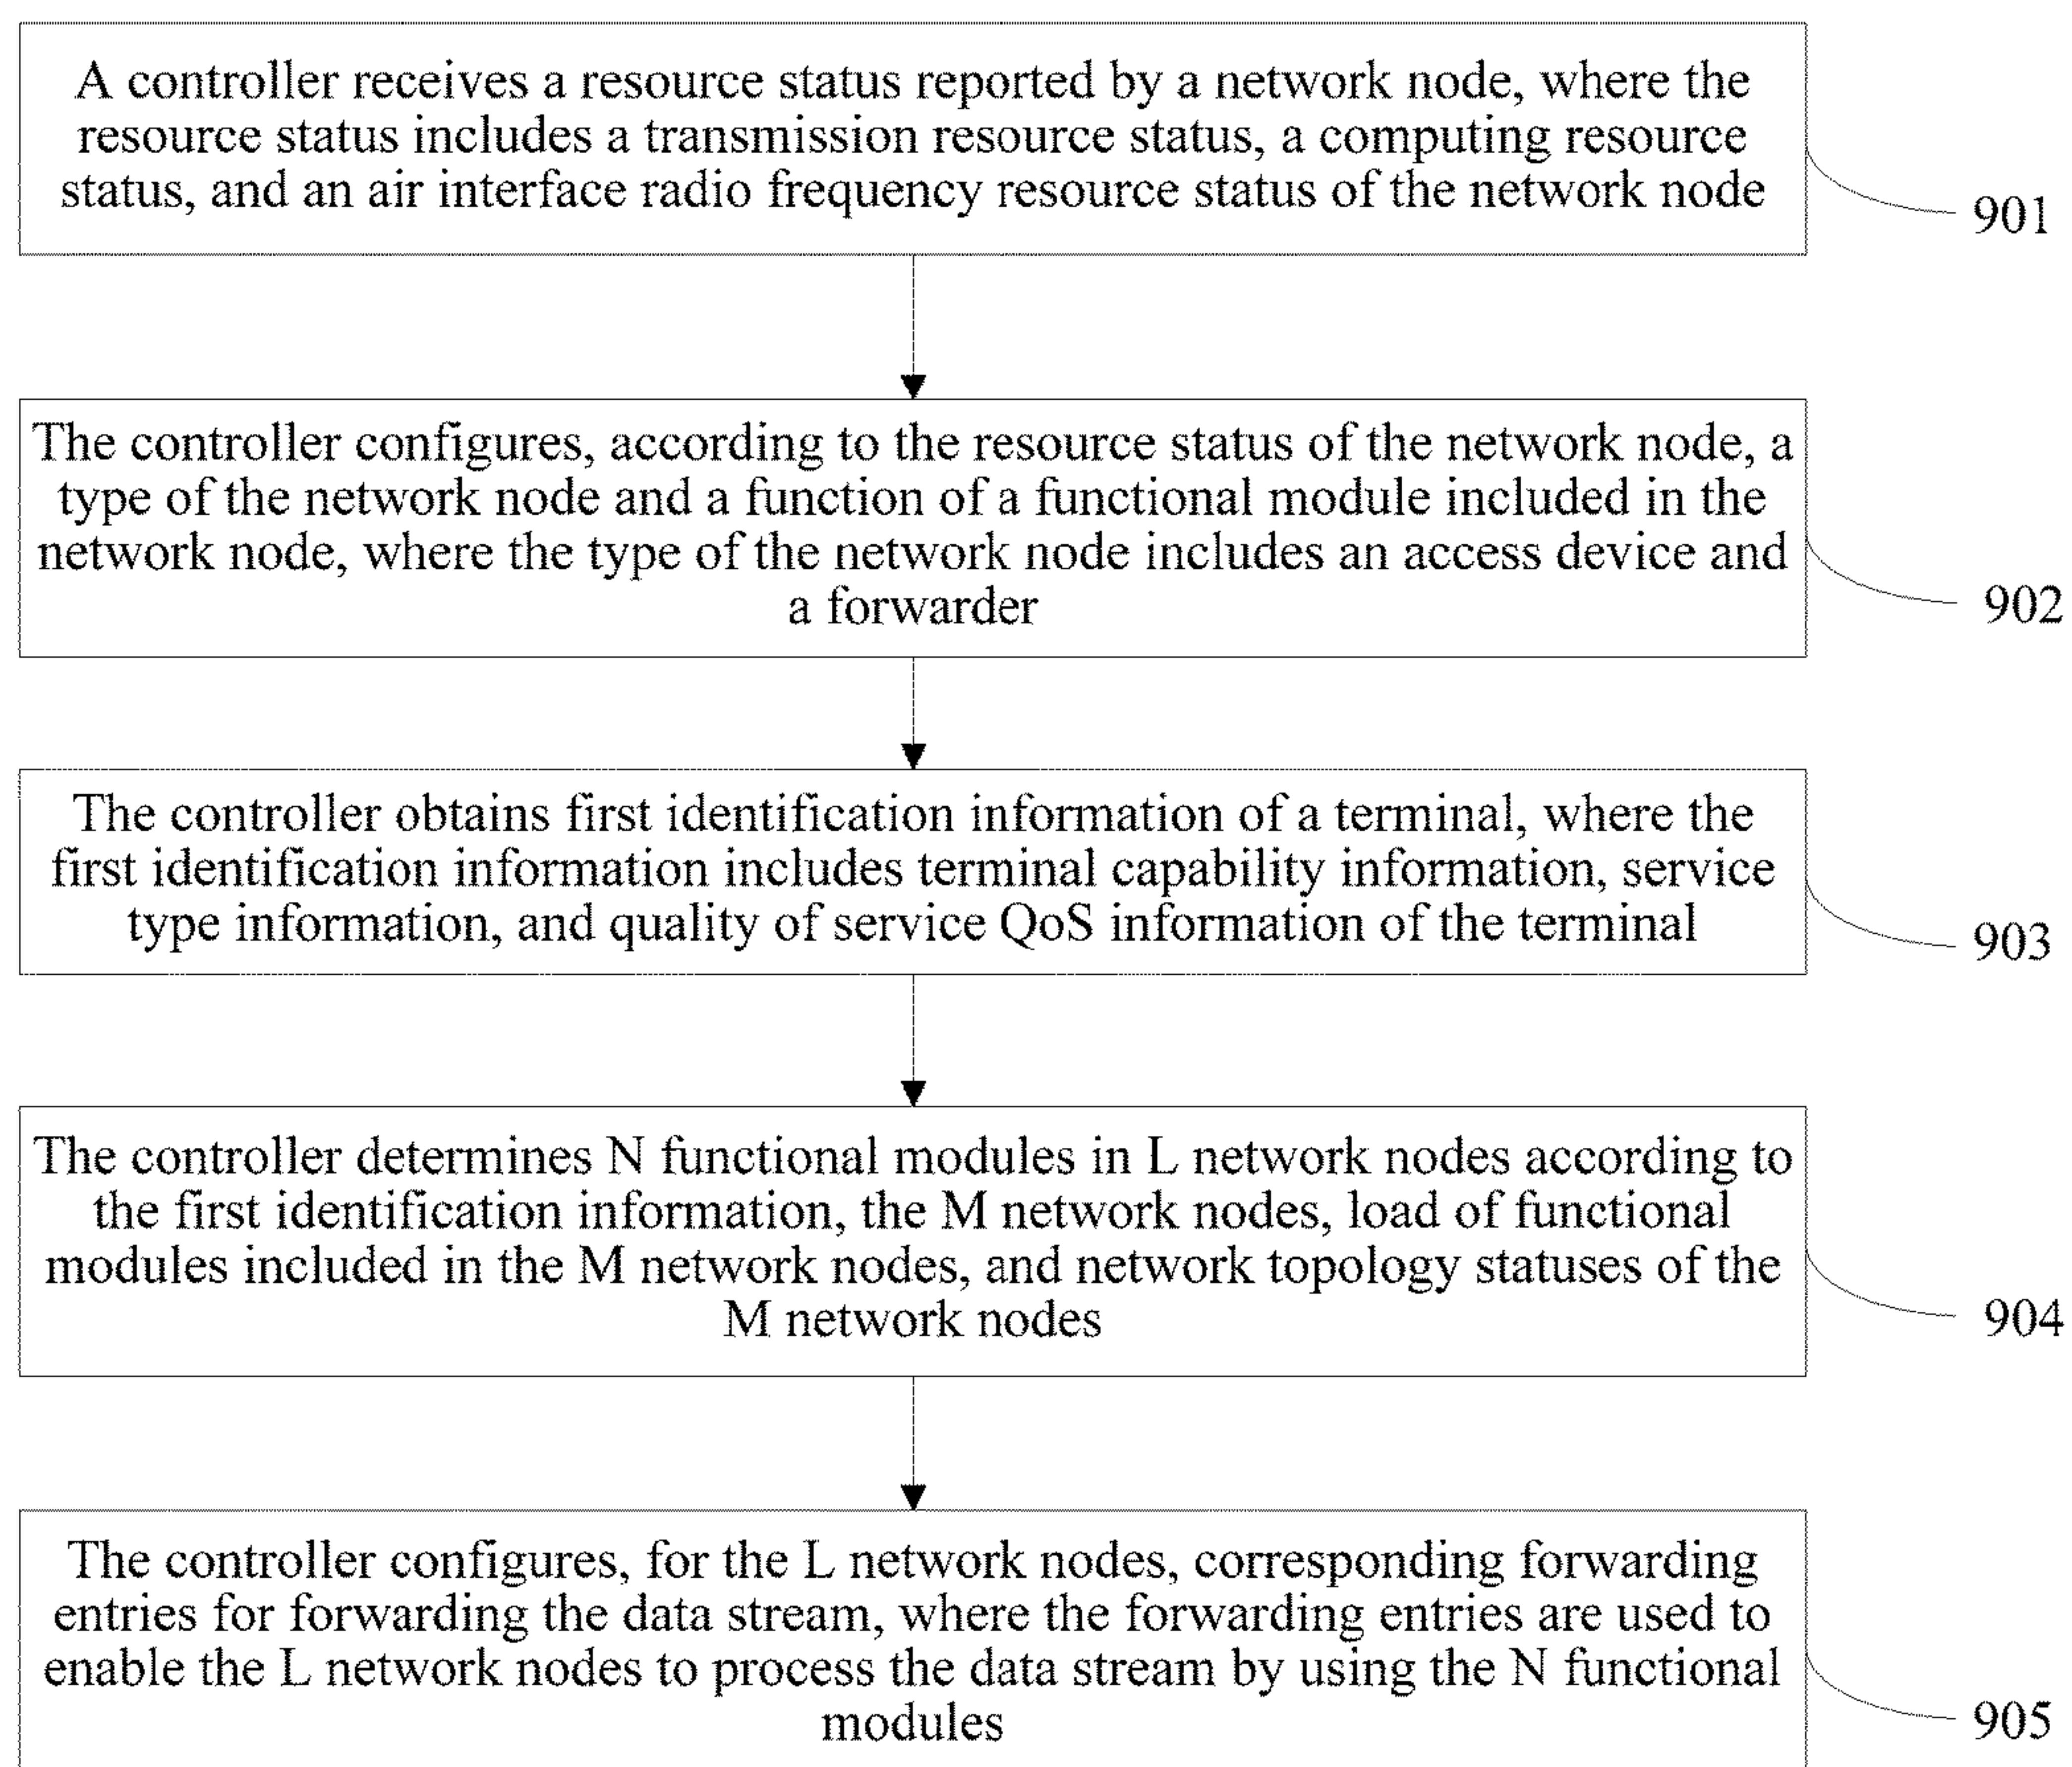 A controller receives a resource status reported by a network node, where the
resource status includes a transmission resource status, a computing resource
status, and an air interface radio frequency resource status of the network node
901
The controller configures, according to the resource status of the network node, a
type of the network node and a function of a functional module included in the
network node, where the type of the network node includes an access device and
a forwarder
902
The controller obtains first identification information of a terminal, where the
first identification information includes terminal capability information, service
type information, and quality of service QoS information of the terminal
903
The controller determines N functional modules in L network nodes according to
the first identification information, the M network nodes, load of functional
modules included in the M network nodes, and network topology statuses of the
M network nodes
904
The controller configures, for the L network nodes, corresponding forwarding
entries for forwarding the data stream, where the forwarding entries are used to
enable the L network nodes to process the data stream by using the N functional
modules
905